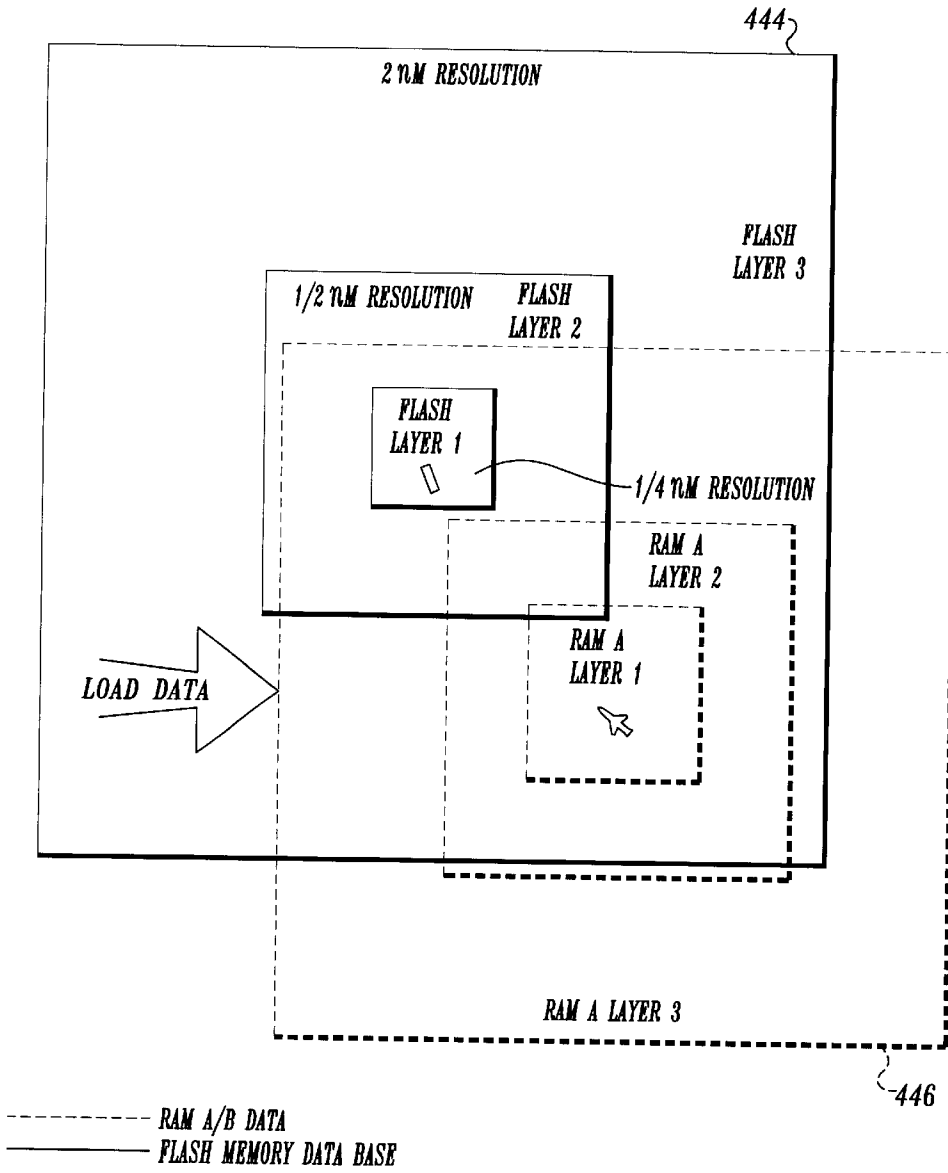 444
2 nM RESOLUTION
FLASH
LAYER 3
1/2 nM RESOLUTION
FLASH
LAYER 2
FLASH
LAYER 1
1/4 nM RESOLUTION
RAM A
LAYER 2
RAM A
LAYER 1
LOAD DATA
RAM A LAYER 3
446
RAM A/B DATA
FLASH MEMORY DATA BASE